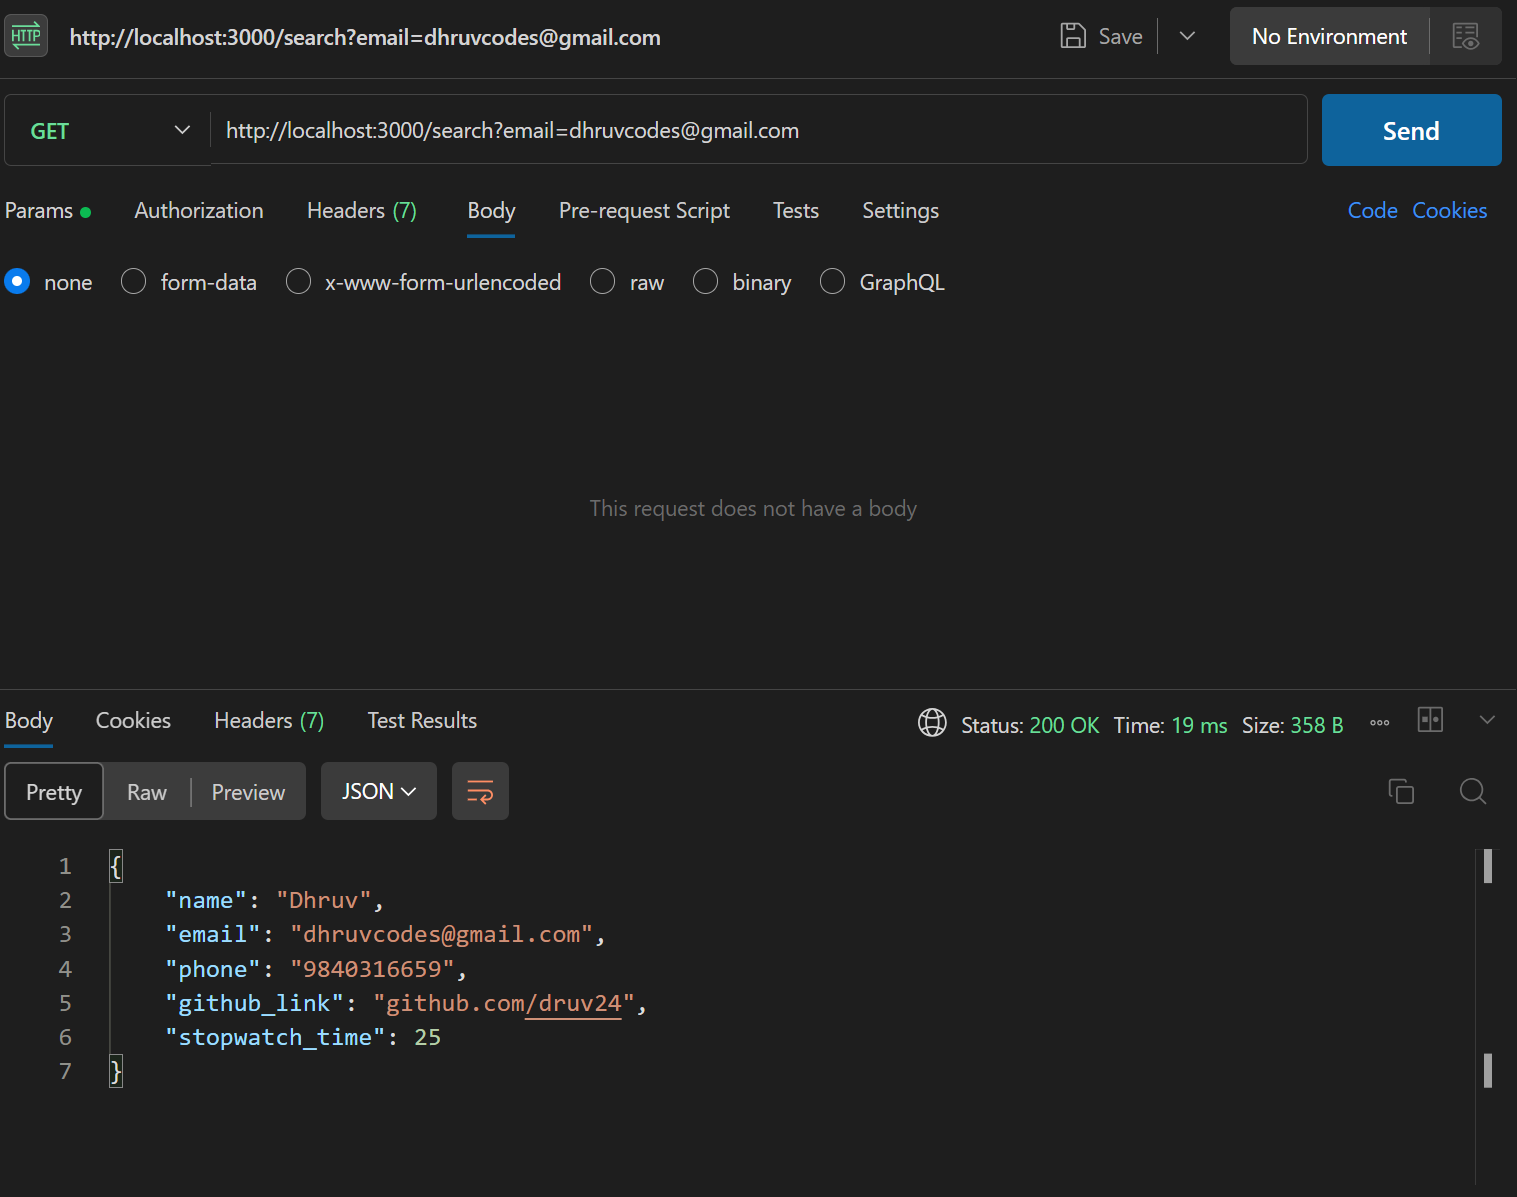 HTTP http://localhost:3000/search?email=dhruvcodes@gmail.com Save No Environment
GET http://localhost:3000/search?email=dhruvcodes@gmail.com Send
Params Authorization Headers (7) Body Pre-request Script Tests Settings Code Cookies
none form-data x-www-form-urlencoded raw binary GraphQL
This request does not have a body
Body Cookies Headers (7) Test Results Status: 200 OK Time: 19 ms Size: 358 B
Pretty Raw Preview JSON
1 {
2 "name": "Dhruv",
3 "email": "dhruvcodes@gmail.com",
4 "phone": "9840316659",
5 "github_link": "github.com/druv24",
6 "stopwatch_time": 25
7 }